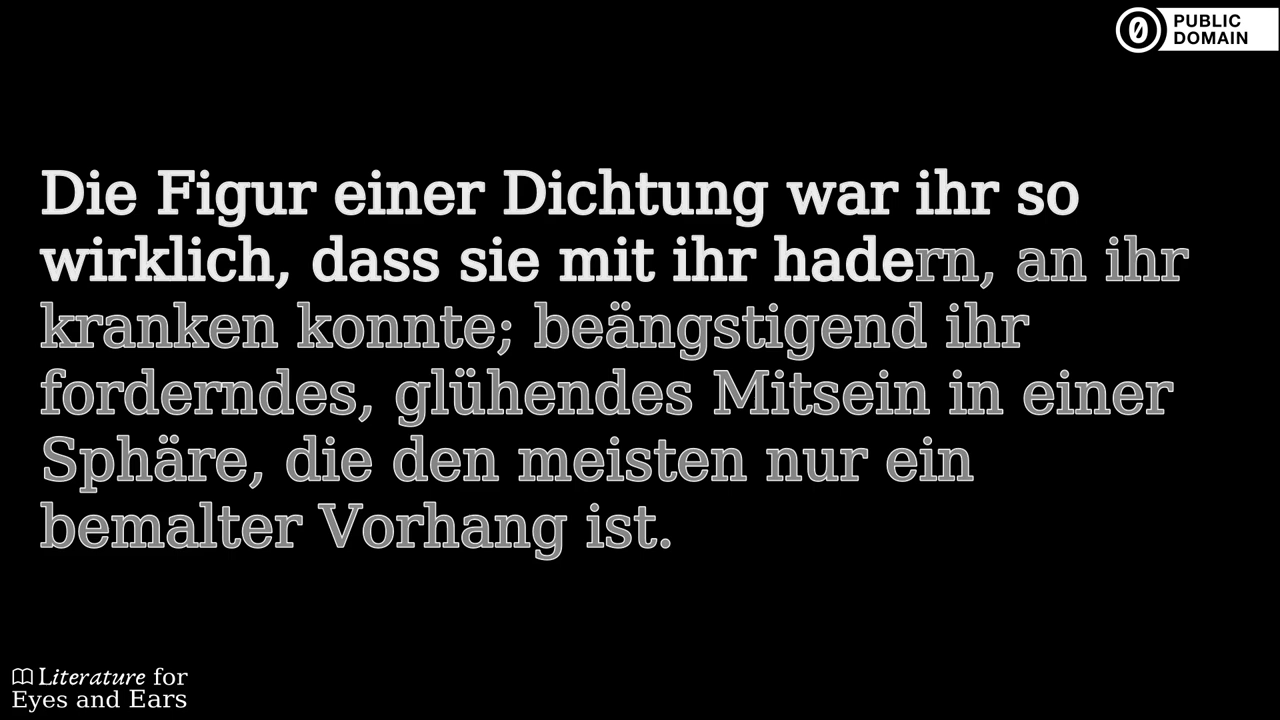 PUBLIC
DOMAIN
Die Figur einer Dichtung war ihr so
wirklich, dass sie mit ihr hadern, an ihr
kranken konnte; beängstigend ihr
forderndes, glühendes Mitsein in einer
Sphäre, die den meisten nur ein
bemalter Vorhang ist.
Literature for
Eyes and Ears